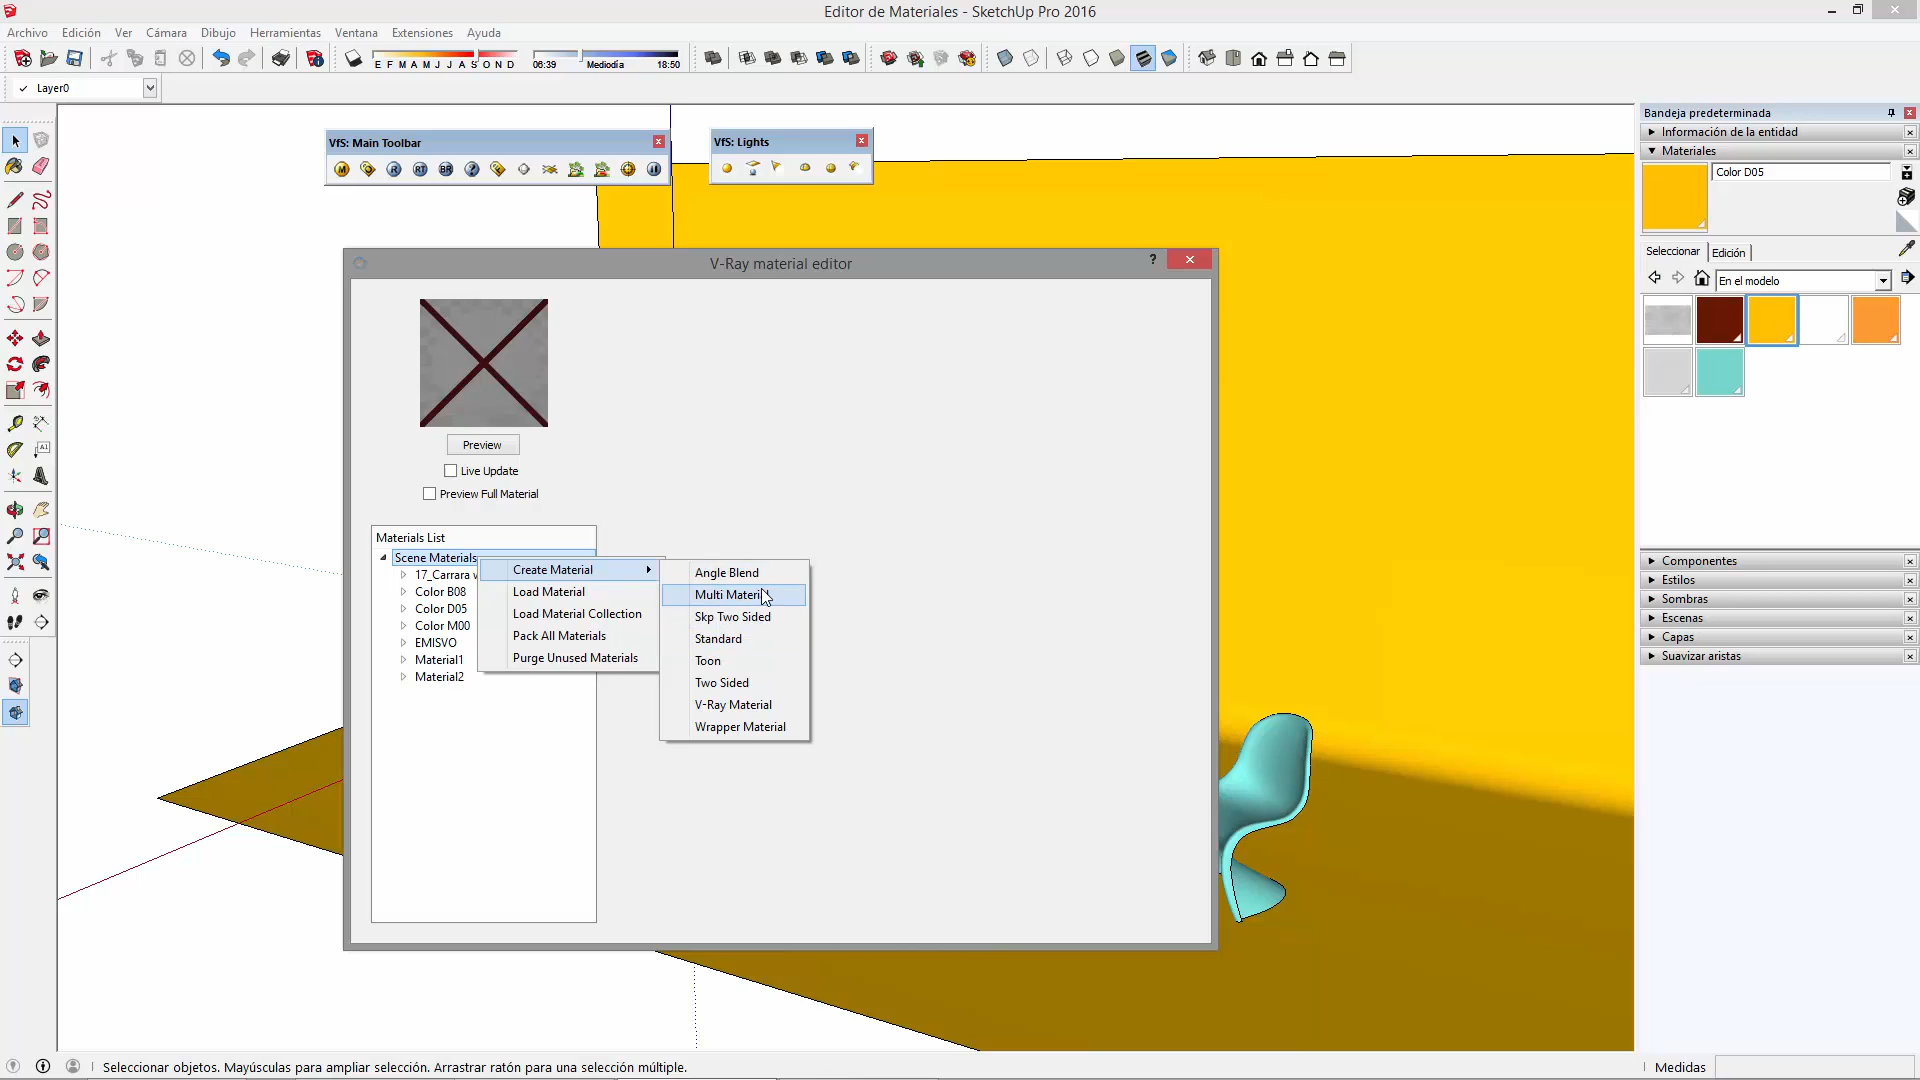 Editor de Materiales - SketchUp Pro 2016
Archivo Edición Ver Cámara Dibujo Herramientas Ventana Extensiones Ayuda
E F M A M J J A S O N D
06:39 Mediodía 18:50
Layer0
VfS: Main Toolbar
M O R RT BR
VfS: Lights
Bandeja predeterminada
Información de la entidad
Materiales
Color D05
Seleccionar Edición
En el modelo
Componentes
Estilos
Sombras
Escenas
Capas
Suavizar aristas
V-Ray material editor
?
Preview
Live Update
Preview Full Material
Materials List
Scene Materials
17_Carrara
Color B08
Color D05
Color M00
EMISVO
Material1
Material2
Create Material
Load Material
Load Material Collection
Pack All Materials
Purge Unused Materials
Angle Blend
Multi Material
Skp Two Sided
Standard
Toon
Two Sided
V-Ray Material
Wrapper Material
Seleccionar objetos. Mayúsculas para ampliar selección. Arrastrar ratón para una selección múltiple.
Medidas